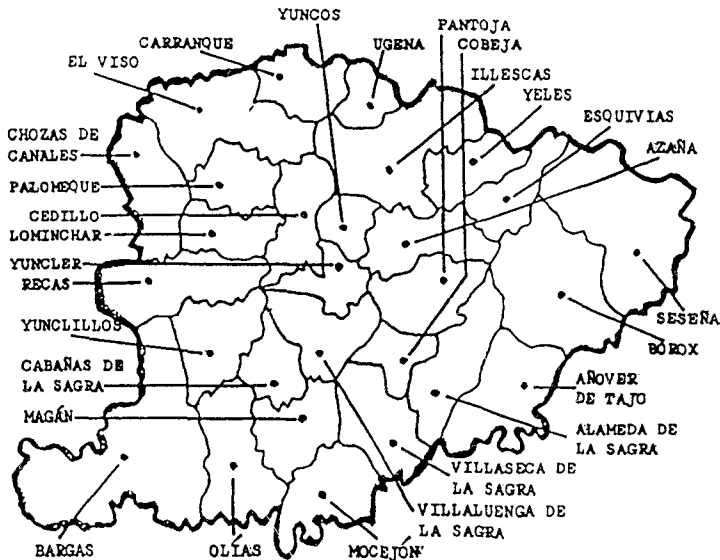 YUNCOS
PANTOJA
CARRANQUE
UGENA
COBEJA
EL VISO
ILLESCAS
YELES
ESQUIVIAS
CHOZAS DE
CANALES
AZAÑA
PALOMEQUE
CEDILLO
LOMINCHAR
YUNCLER
RECAS
SESEÑA
YUNCLILLOS
BOROX
CABAÑAS DE
LA SAGRA
AÑOVER
DE TAJO
MAGÁN
ALAMEDA DE
LA SAGRA
VILLASECA DE
LA SAGRA
VILLALUENGA DE
LA SAGRA
BARGAS
OLÍAS
MOCEJÓN